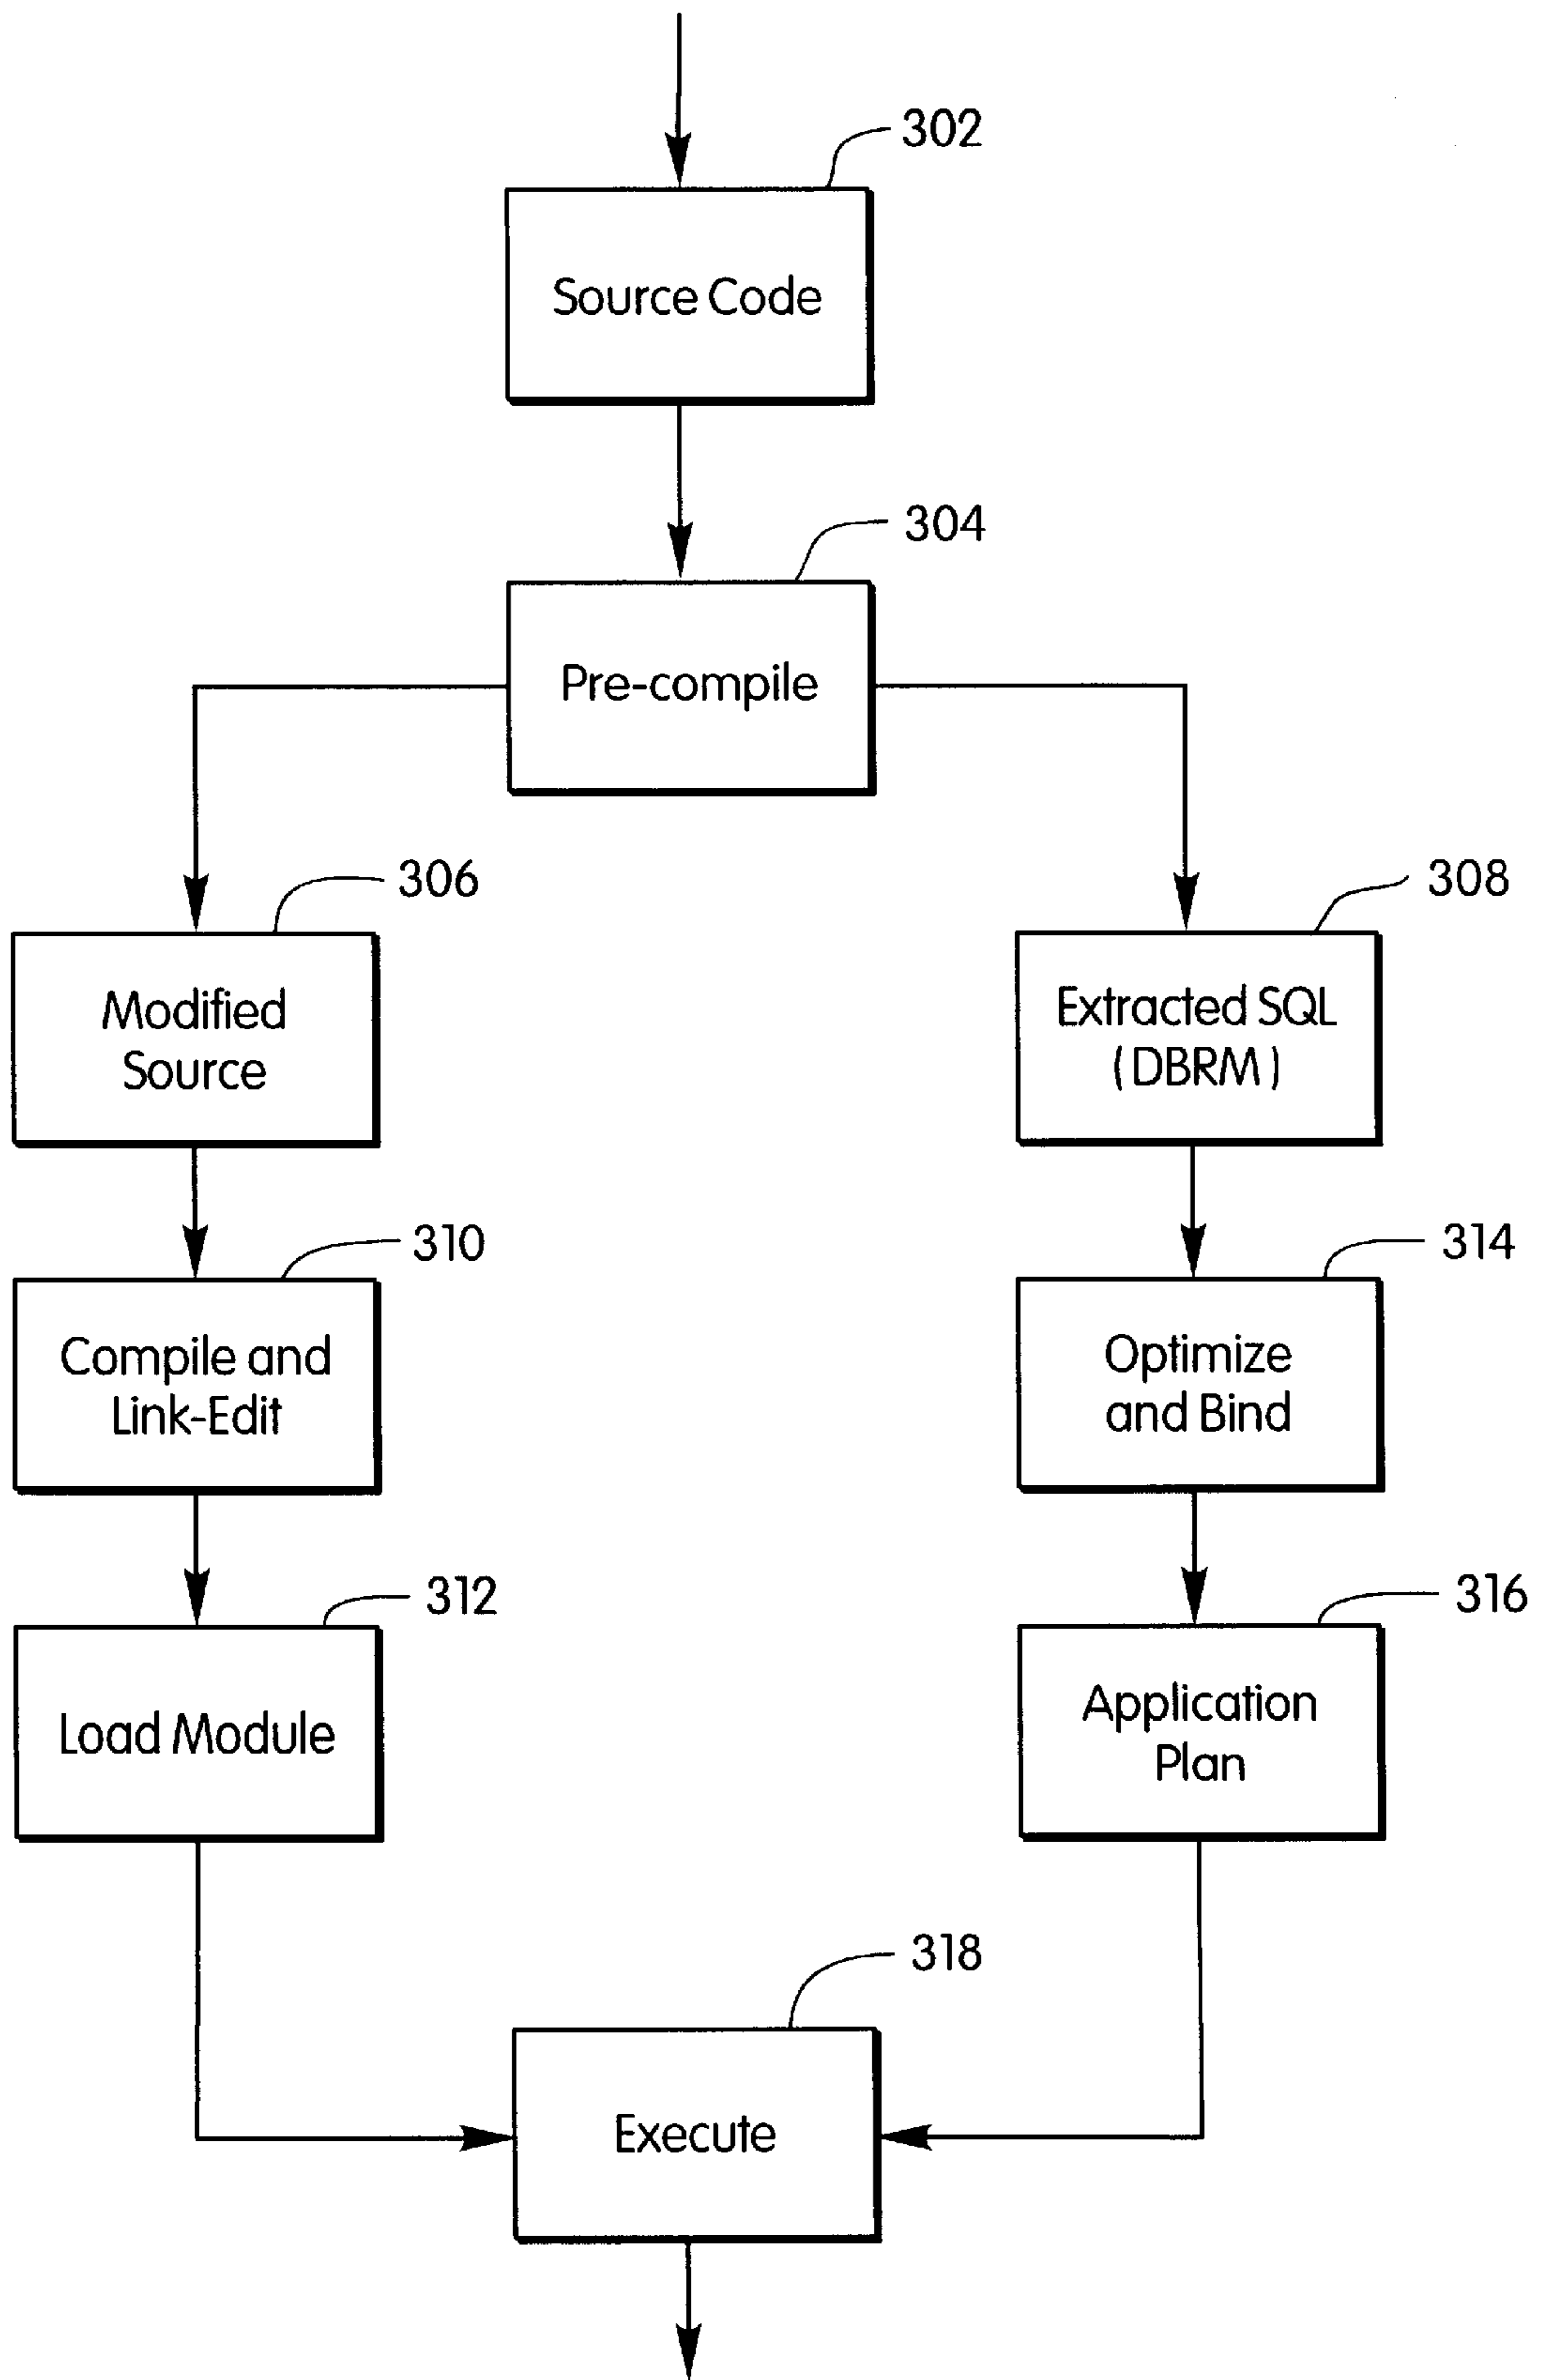 302
Source Code
304
Pre-compile
306
Modified
Source
308
Extracted SQL
(DBRM)
310
Compile and
Link-Edit
314
Optimize
and Bind
312
Load Module
316
Application
Plan
318
Execute